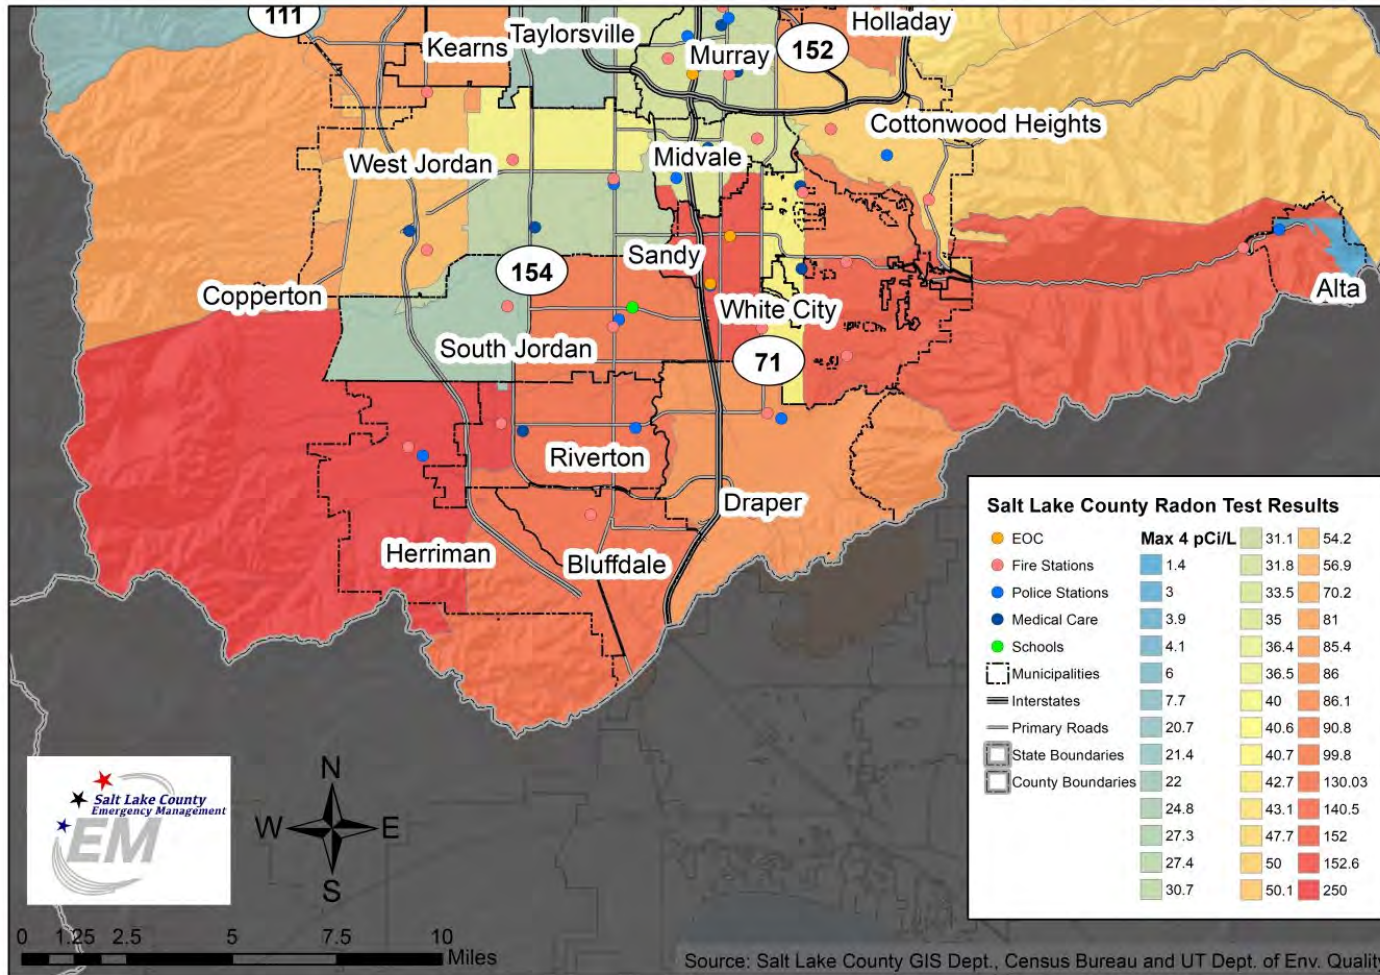 111
Taylorsville
Holladay
Kearns
Murray
152
Cottonwood Heights
West Jordan
Midvale
Sandy
154
Copperton
Alta
White City
South Jordan
71
Riverton
Draper
Herriman
Bluffdale
Salt Lake County Radon Test Results
EOC
Fire Stations
Police Stations
Medical Care
Schools
Municipalities
Interstates
Primary Roads
State Boundaries
County Boundaries
Max 4 pCi/L
1.4
3
3.9
4.1
6
7.7
20.7
21.4
22
24.8
27.3
27.4
30.7
31.1
31.8
33.5
35
36.4
36.5
40
40.6
40.7
42.7
43.1
47.7
50
50.1
54.2
56.9
70.2
81
85.4
86
86.1
90.8
99.8
130.03
140.5
152
152.6
250
Salt Lake County
Emergency Management
EM
N
W E
S
0 1.25 2.5 5 7.5 10
Miles
Source: Salt Lake County GIS Dept., Census Bureau and UT Dept. of Env. Quality